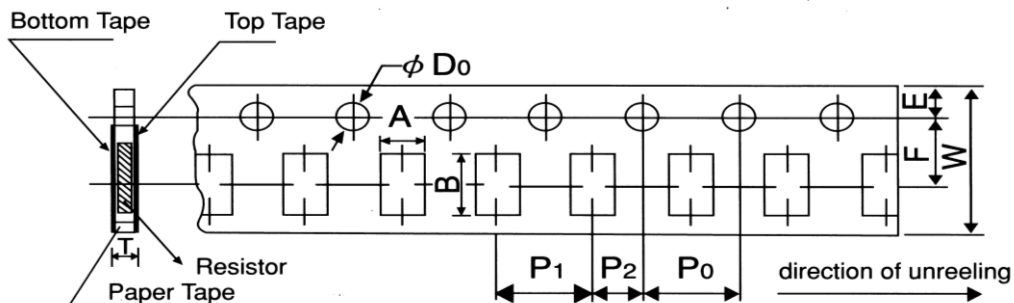 Bottom Tape
Top Tape
φ D0
A
B
E
F
W
T
Resistor
Paper Tape
P1
P2
P0
direction of unreeling